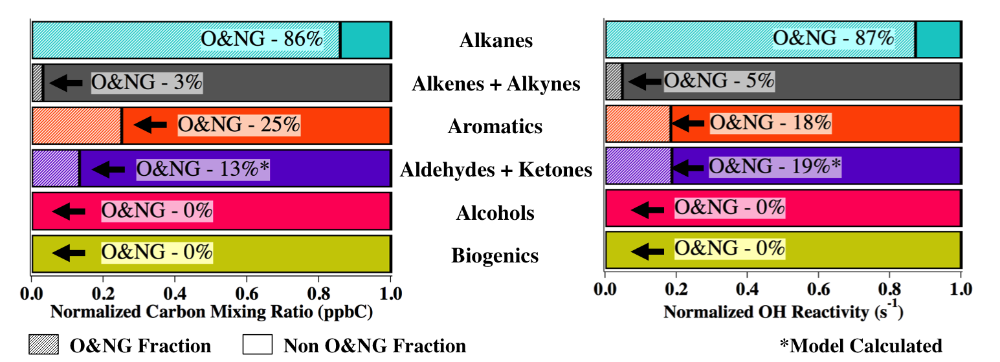 O&NG - 86%
Alkanes
O&NG - 87%
O&NG - 3%
Alkenes + Alkynes
O&NG - 5%
O&NG - 25%
Aromatics
O&NG - 18%
O&NG - 13%*
Aldehydes + Ketones
O&NG - 19%*
O&NG - 0%
Alcohols
O&NG - 0%
O&NG - 0%
Biogenics
O&NG - 0%
0.0 0.2 0.4 0.6 0.8 1.0
0.0 0.2 0.4 0.6 0.8 1.0
Normalized Carbon Mixing Ratio (ppbC)
Normalized OH Reactivity (s⁻¹)
O&NG Fraction
Non O&NG Fraction
*Model Calculated